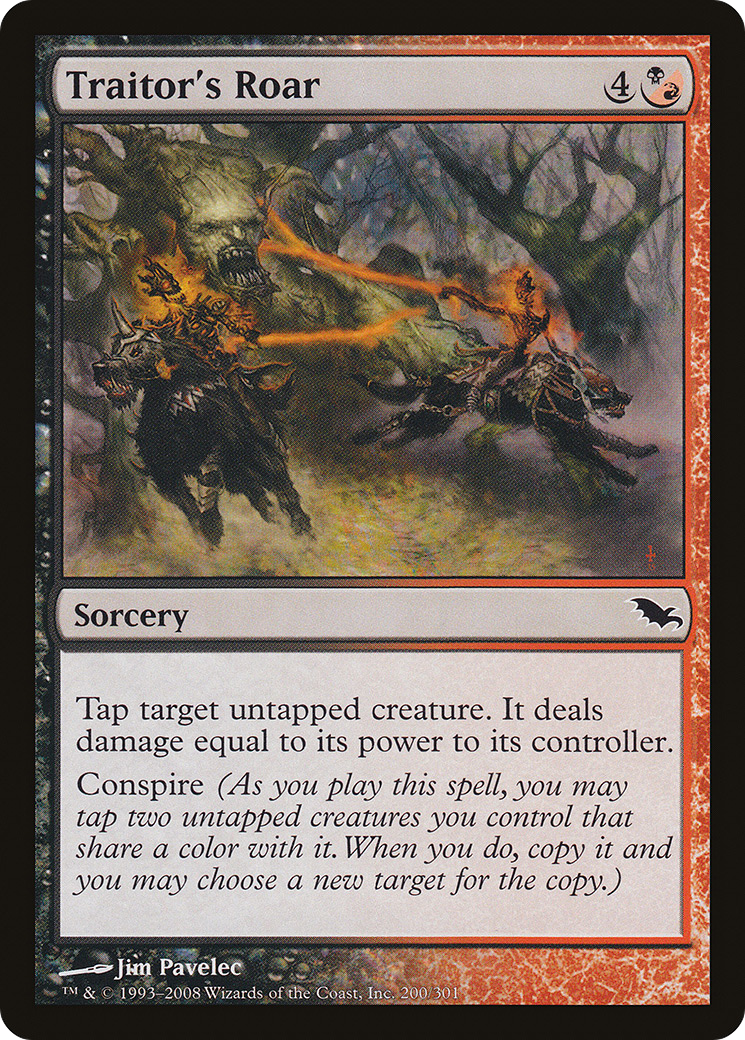 Traitor's Roar 4
Sorcery
Tap target untapped creature. It deals
damage equal to its power to its controller.
Conspire (As you play this spell, you may
tap two untapped creatures you control that
share a color with it. When you do, copy it and
you may choose a new target for the copy.)
Jim Pavelec
™ & © 1993–2008 Wizards of the Coast, Inc. 200/301